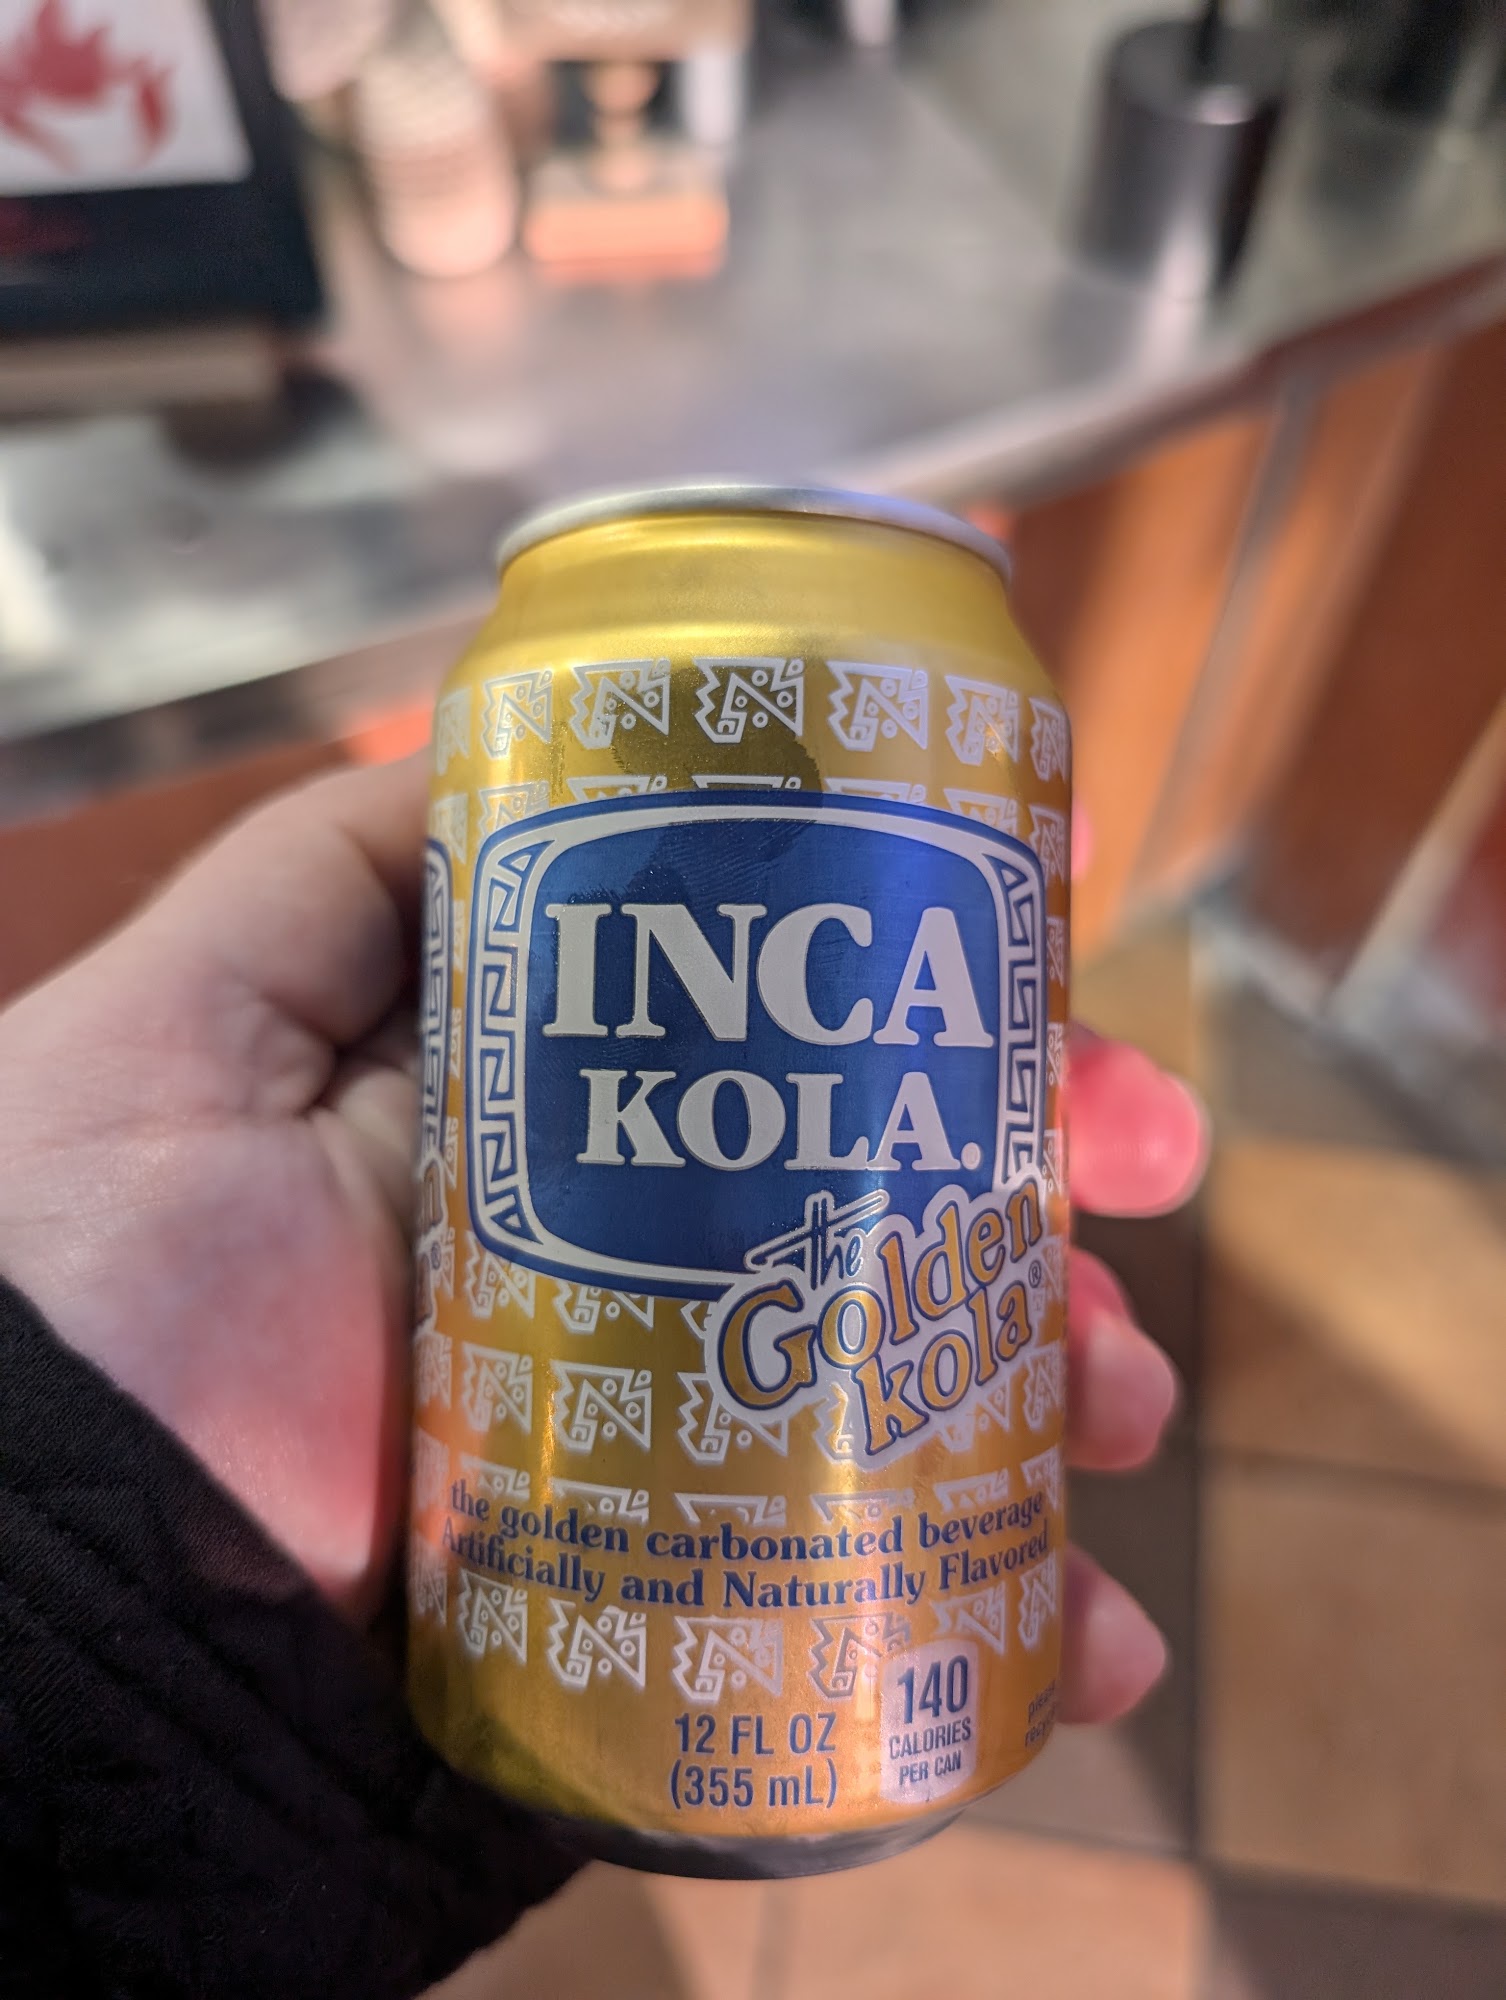 INCA
KOLA®
the
Golden
kola®
the golden carbonated beverage
Artificially and Naturally Flavored
12 FL OZ
(355 mL)
140
CALORIES
PER CAN
please